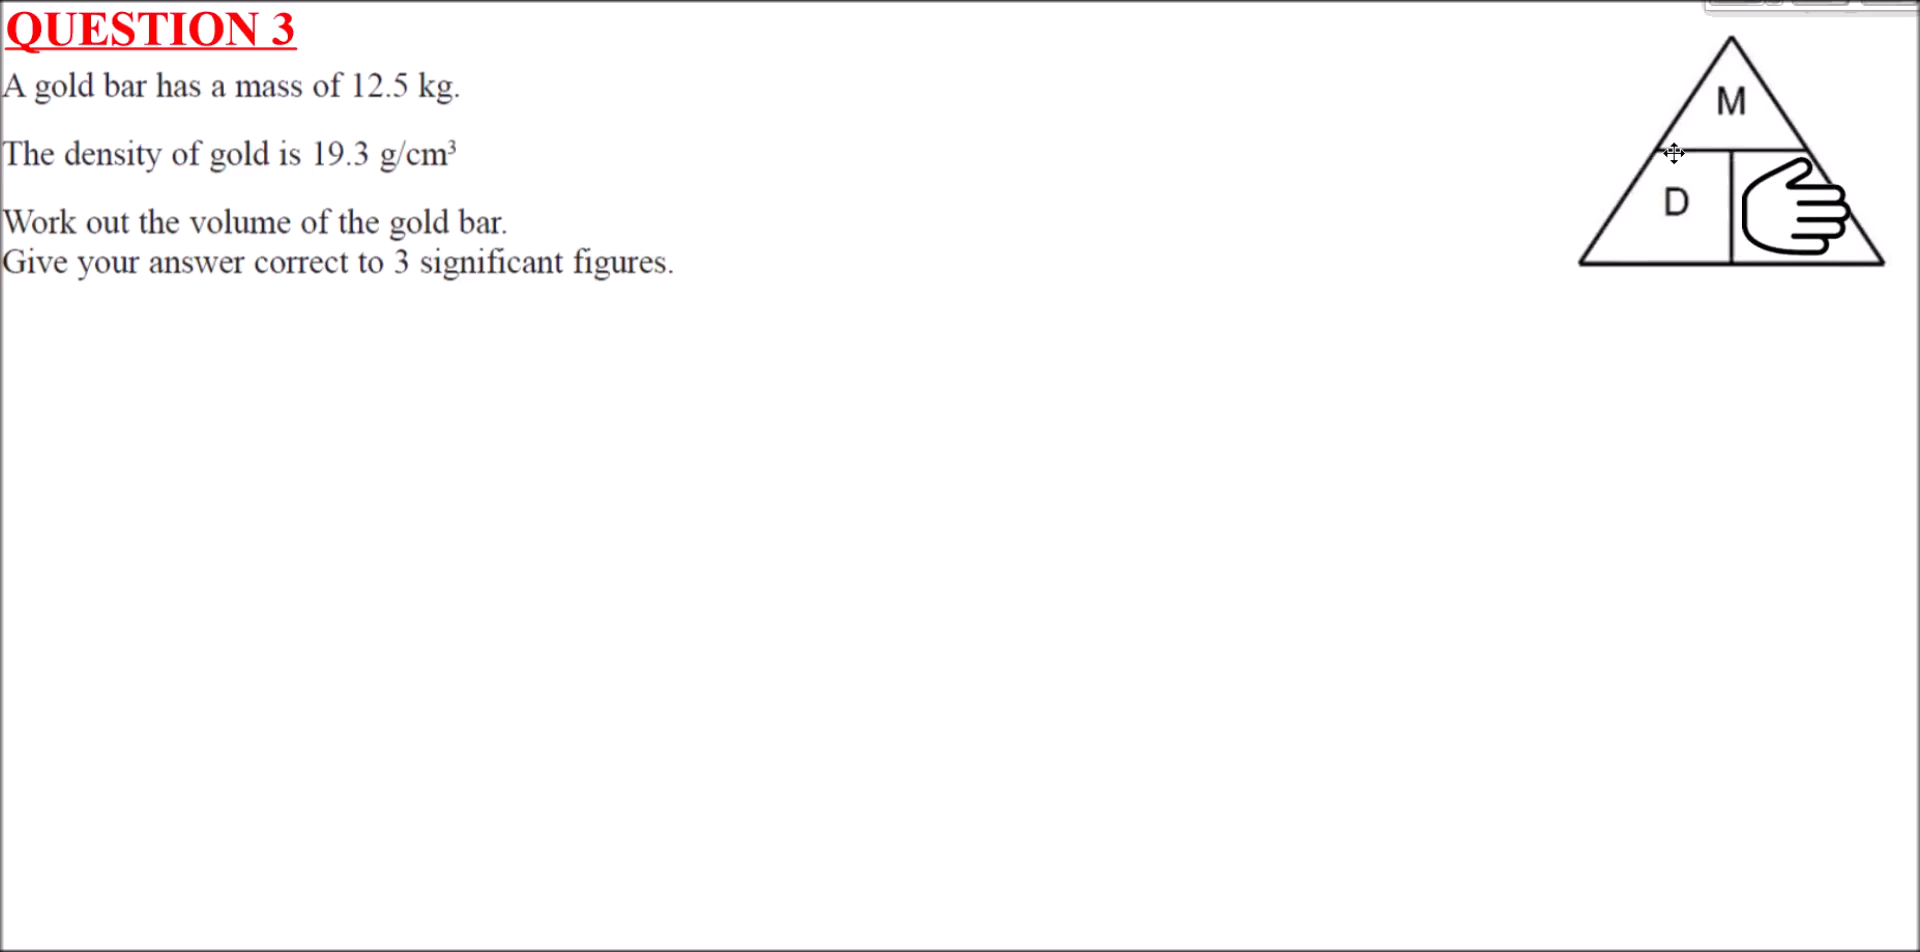 QUESTION 3
A gold bar has a mass of 12.5 kg.
The density of gold is 19.3 g/cm³
Work out the volume of the gold bar.
Give your answer correct to 3 significant figures.
M
D